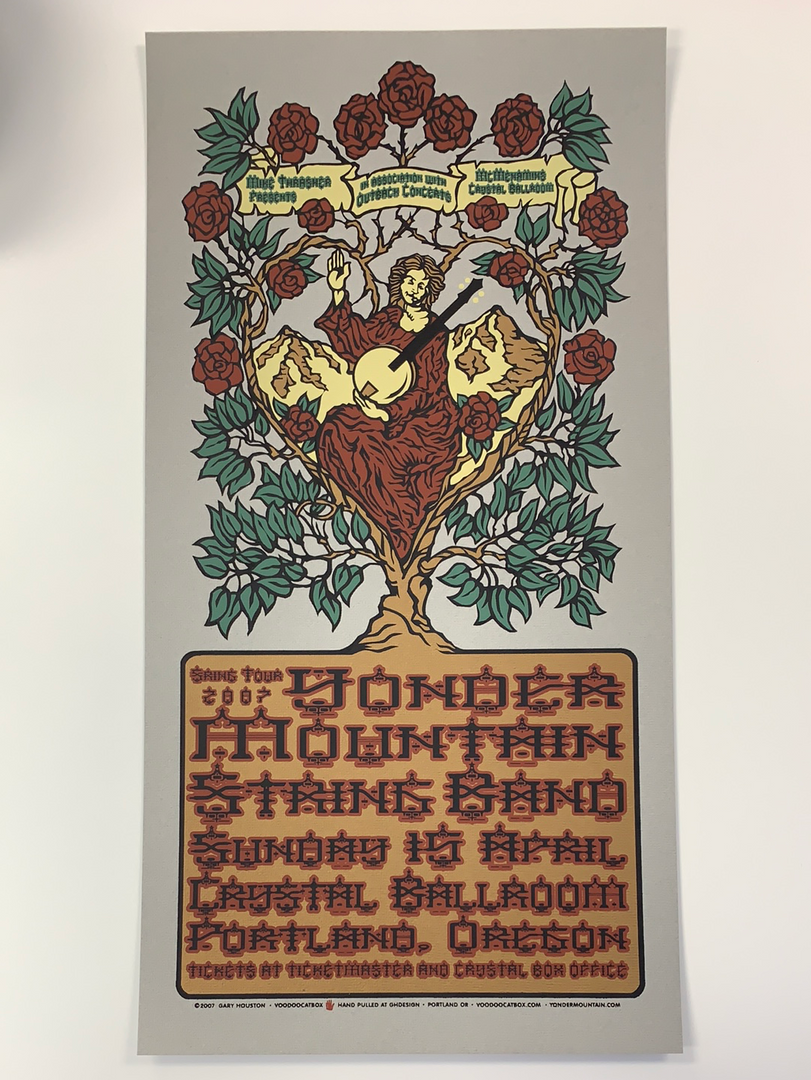 Mike Thrasher
Presents
in association with
Outback Concerts
McMenamins
Crystal Ballroom
Sring Tour
2007
Yonder
Mountain
String Band
Sunday 15 April
Crystal Ballroom
Portland, Oregon
Tickets at Ticketmaster and Crystal Box Office
©2007 GARY HOUSTON · VOODOOCATBOX HAND PULLED AT GHDESIGN · PORTLAND OR · VOODOOCATBOX.COM · YONDERMOUNTAIN.COM